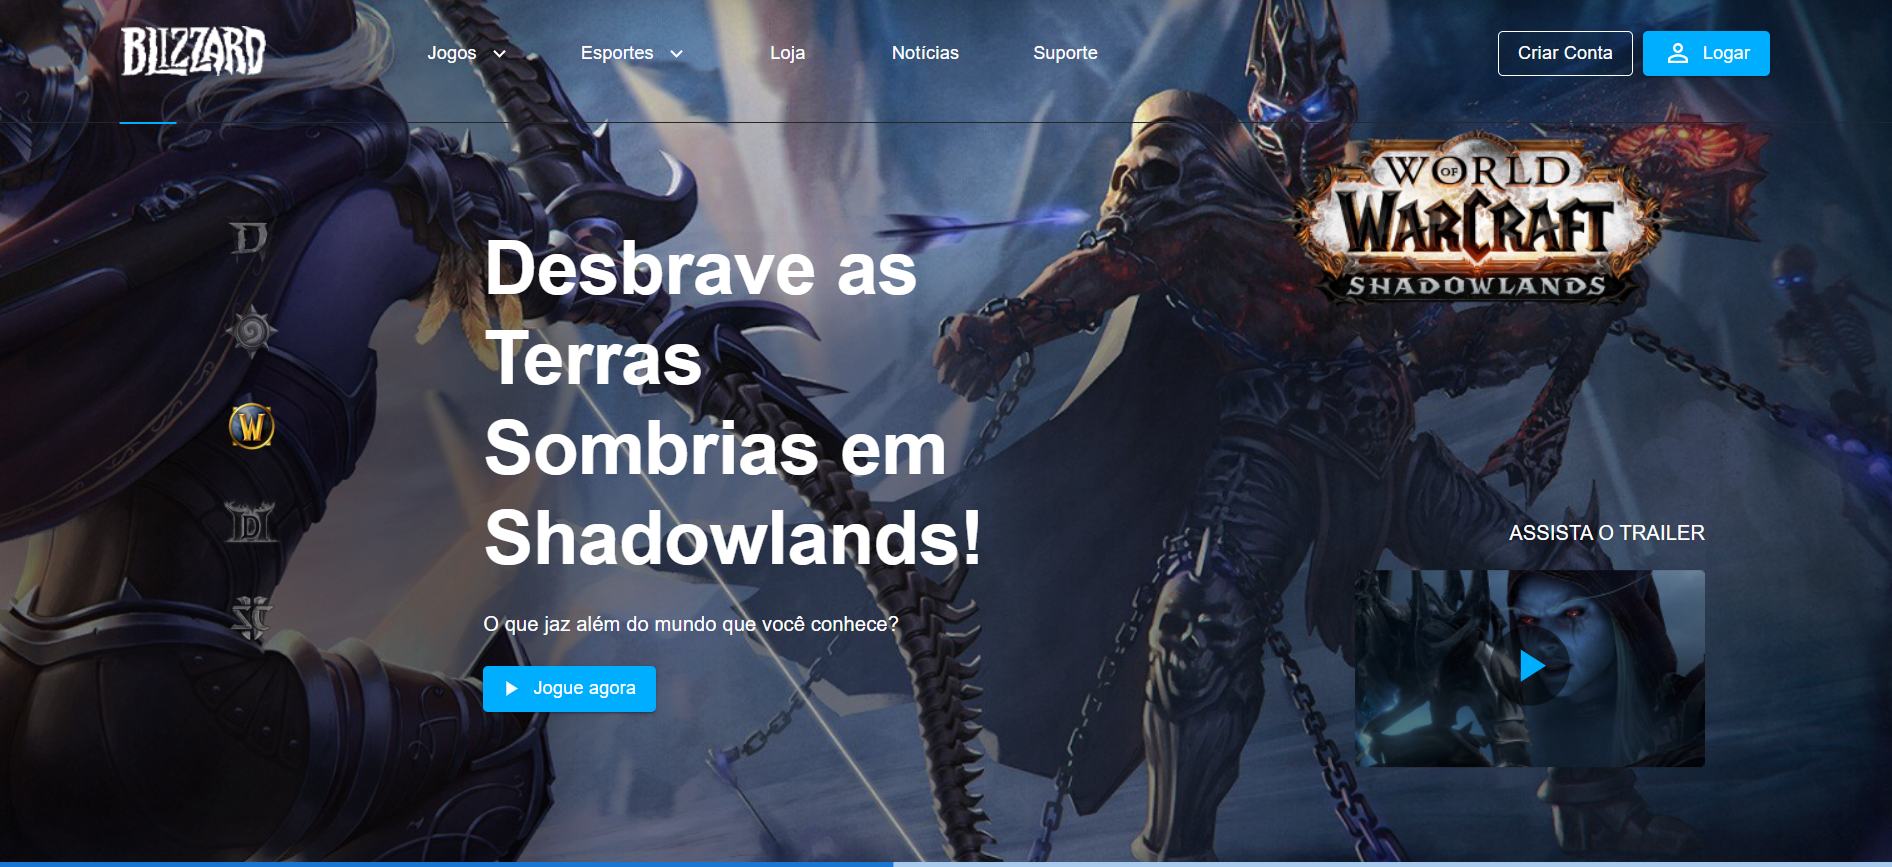 BLIZZARD
Jogos
Esportes
Loja
Notícias
Suporte
Criar Conta
Logar
WORLD
OF
WARCRAFT
SHADOWLANDS
D
Desbrave as
Terras
W
Sombrias em
D
Shadowlands!
ASSISTA O TRAILER
SC
O que jaz além do mundo que você conhece?
Jogue agora